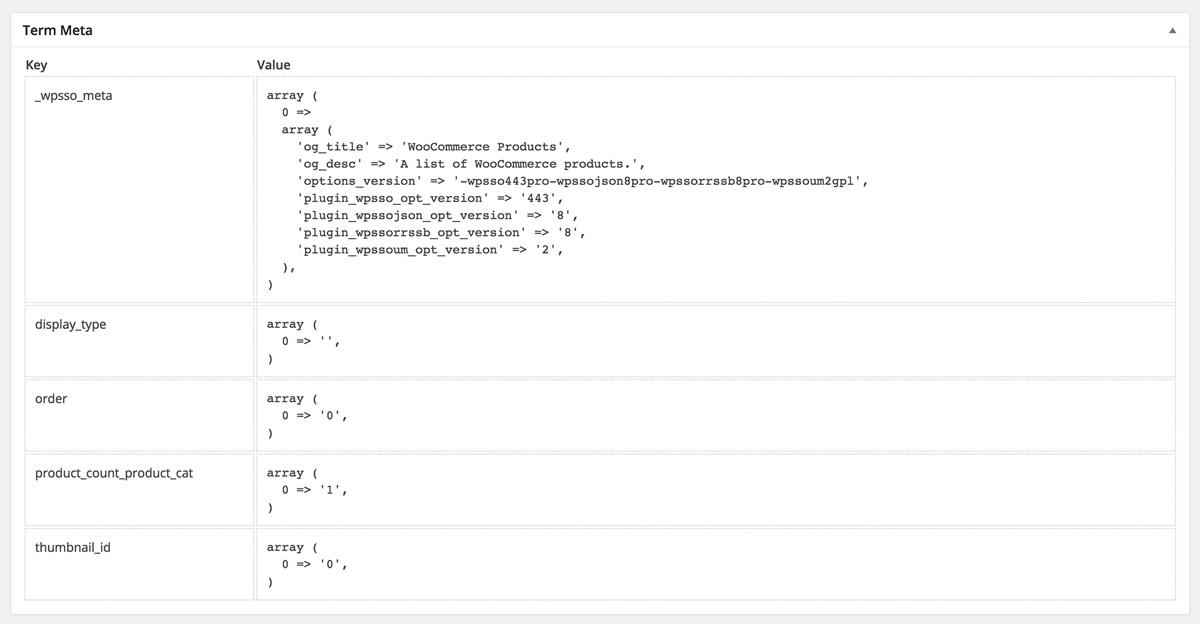 Term Meta
Key Value
_wpsso_meta array (
0 =>
array (
'og_title' => 'WooCommerce Products',
'og_desc' => 'A list of WooCommerce products.',
'options_version' => '-wpsso443pro-wpssojson8pro-wpssorrssb8pro-wpssoum2gpl',
'plugin_wpsso_opt_version' => '443',
'plugin_wpssojson_opt_version' => '8',
'plugin_wpssorrssb_opt_version' => '8',
'plugin_wpssoum_opt_version' => '2',
),
)
display_type array (
0 => '',
)
order array (
0 => '0',
)
product_count_product_cat array (
0 => '1',
)
thumbnail_id array (
0 => '0',
)